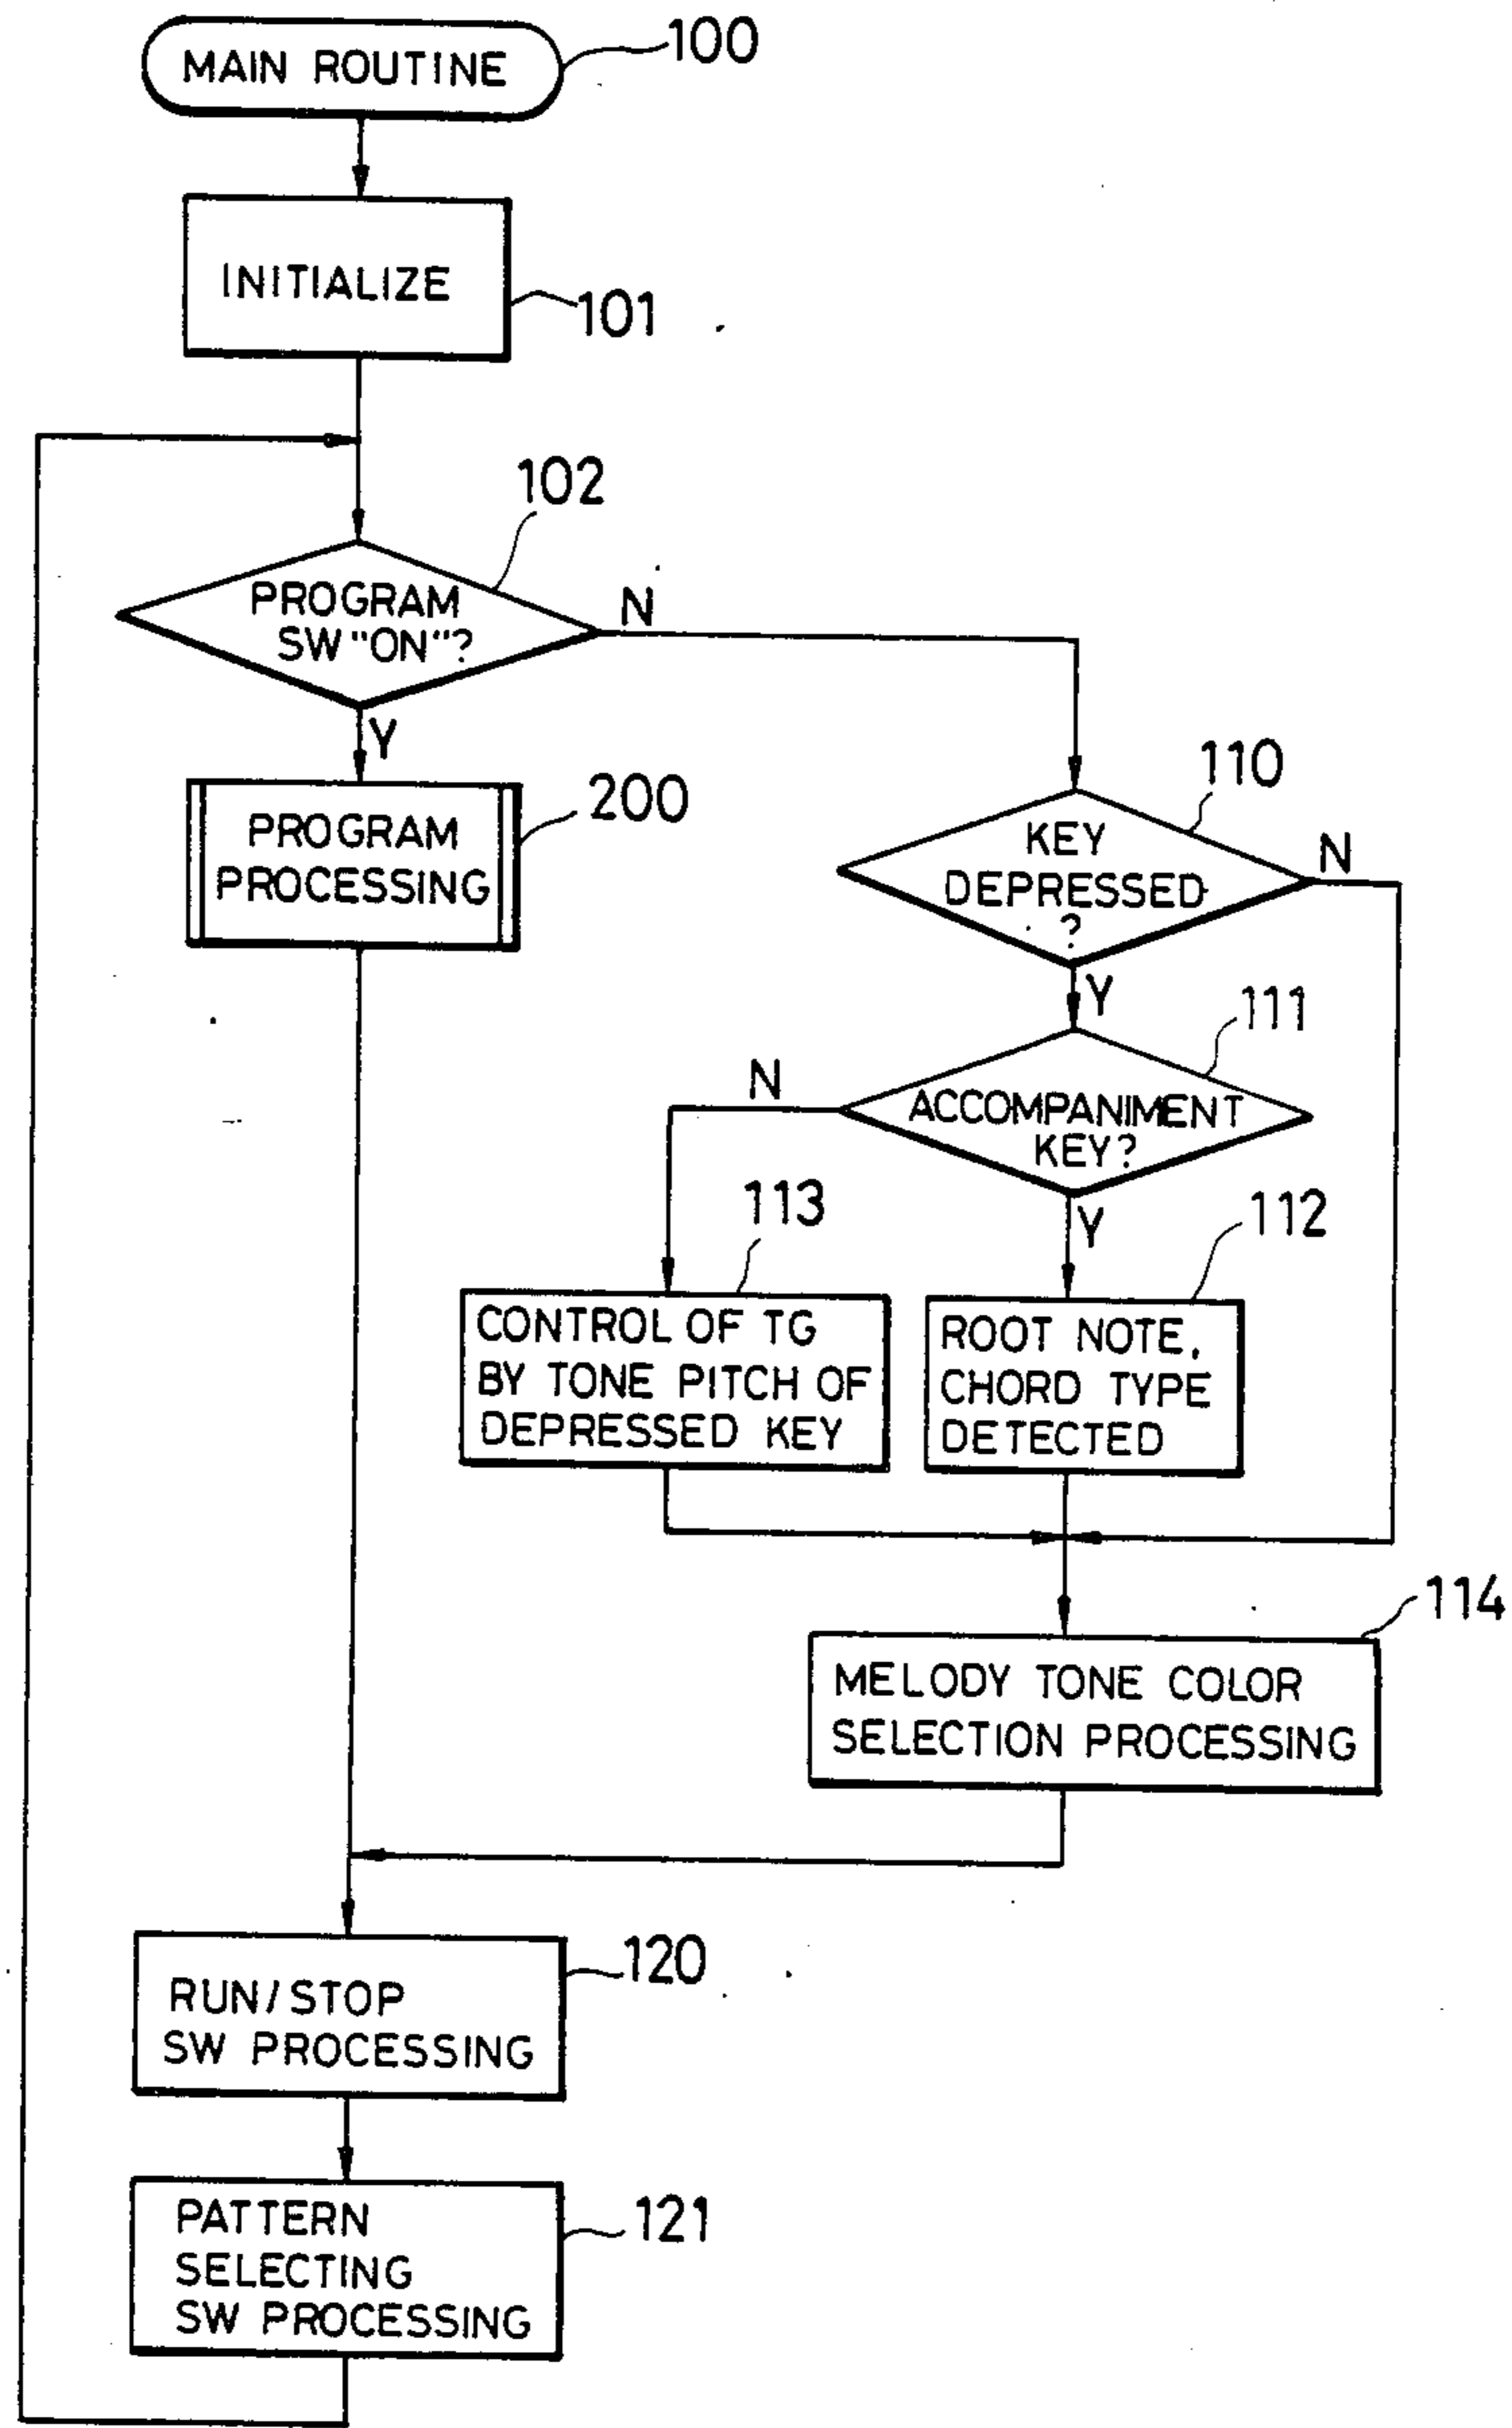 MAIN ROUTINE
100
INITIALIZE
101
102
PROGRAM
SW "ON"?
N
Y
PROGRAM
PROCESSING
200
110
KEY
DEPRESSED
?
N
Y
111
ACCOMPANIMENT
KEY?
N
Y
113
CONTROL OF TG
BY TONE PITCH OF
DEPRESSED KEY
112
ROOT NOTE,
CHORD TYPE
DETECTED
114
MELODY TONE COLOR
SELECTION PROCESSING
120
RUN/STOP
SW PROCESSING
121
PATTERN
SELECTING
SW PROCESSING